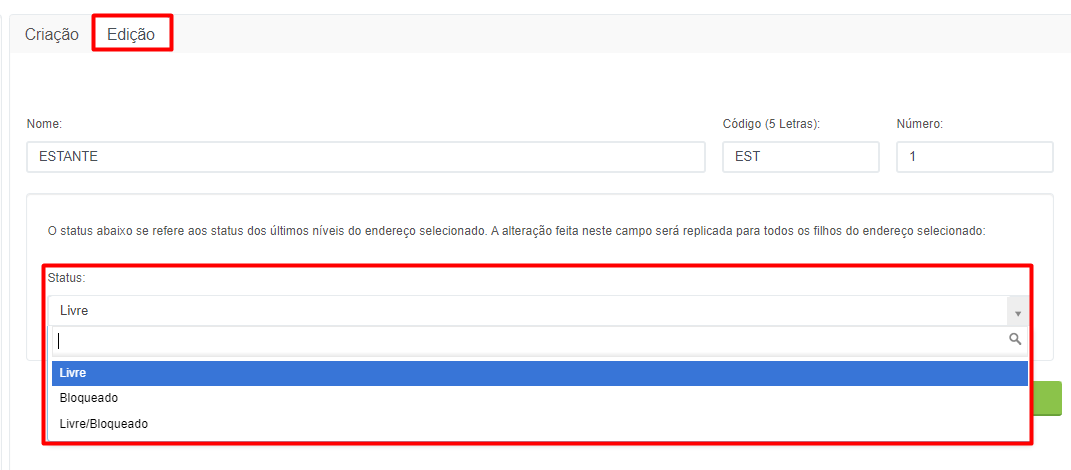 Criação Edição
Nome: Código (5 Letras): Número:
ESTANTE EST 1
O status abaixo se refere aos status dos últimos níveis do endereço selecionado. A alteração feita neste campo será replicada para todos os filhos do endereço selecionado:
Status:
Livre
Livre
Bloqueado
Livre/Bloqueado